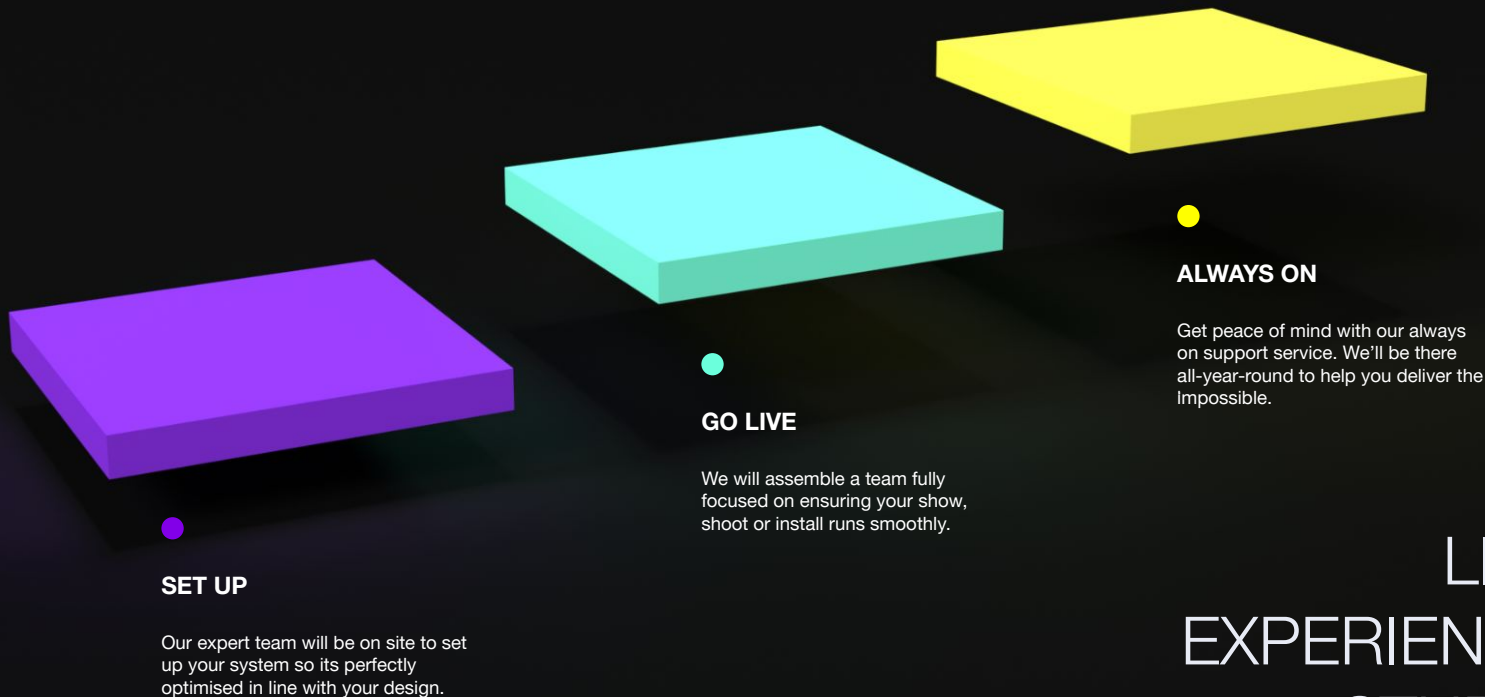 ALWAYS ON
Get peace of mind with our always
on support service. We’ll be there
all-year-round to help you deliver the
Impossible.
GO LIVE
We will assemble a team fully
focused on ensuring your show,
shoot or install runs smoothly.
SET UP
Our expert team will be on site to set
up your system so its perfectly
optimised in line with your design.